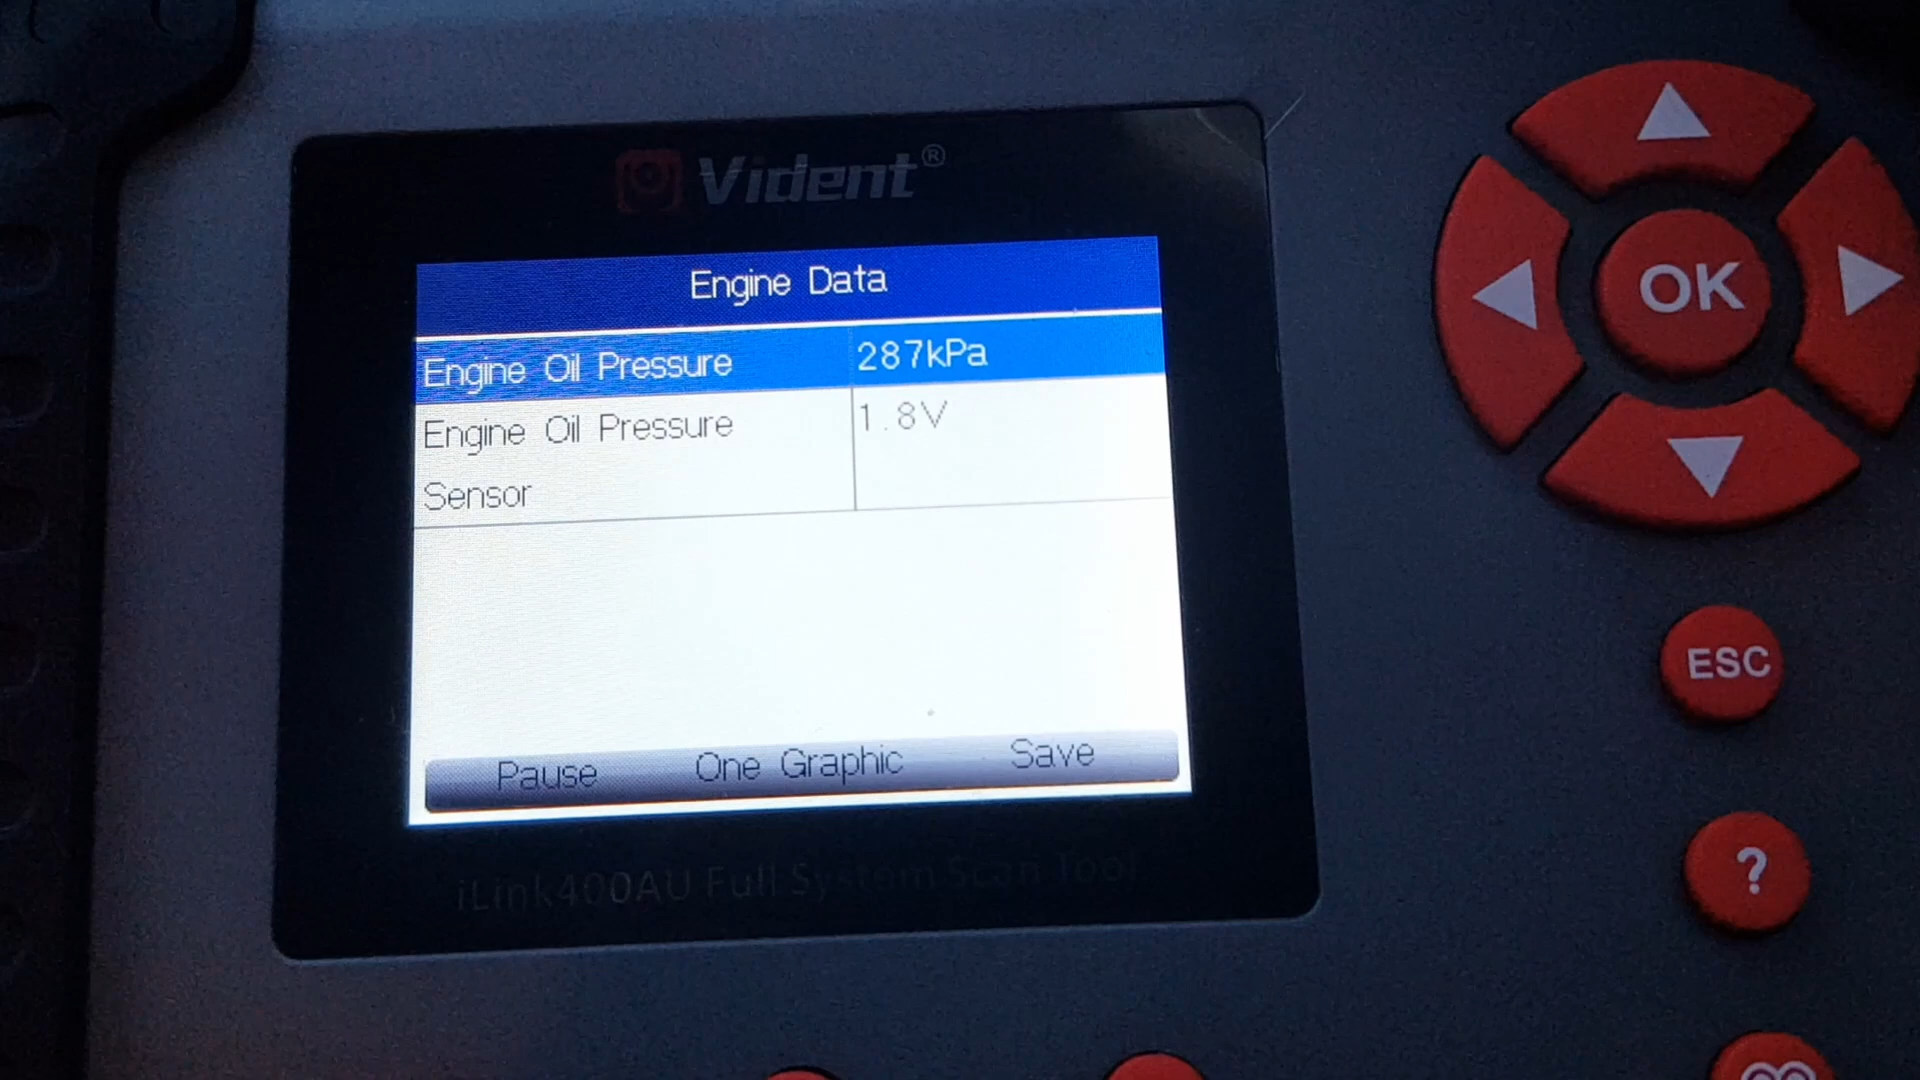 Vident®
Engine Data
Engine Oil Pressure 287kPa
Engine Oil Pressure 1.8V
Sensor
Pause One Graphic Save
iLink400AU Full System Scan Tool
OK
ESC
?